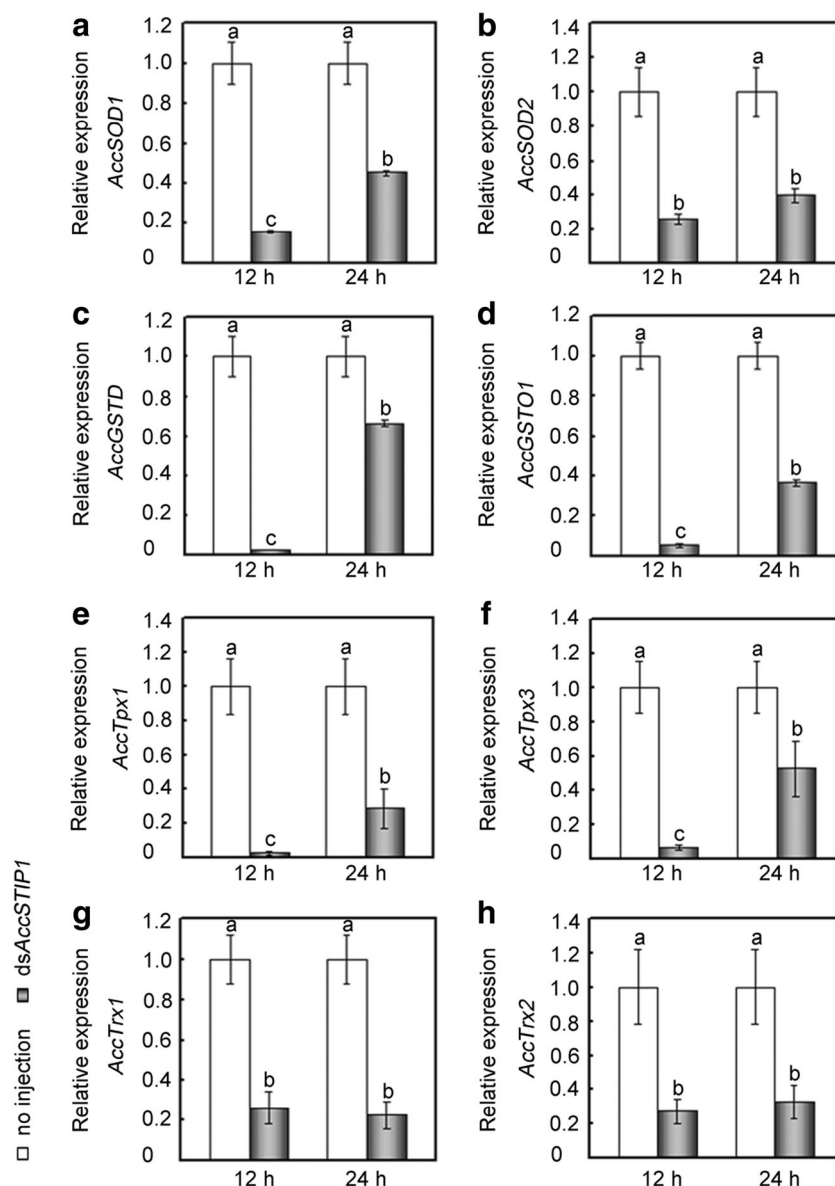 a
Relative expression
AccSOD1
1.2
1.0
0.8
0.6
0.4
0.2
0
a
c
a
b
12 h
24 h
b
Relative expression
AccSOD2
1.4
1.2
1.0
0.8
0.6
0.4
0.2
0
a
b
a
b
12 h
24 h
c
Relative expression
AccGSTD
1.2
1.0
0.8
0.6
0.4
0.2
0
a
c
a
b
12 h
24 h
d
Relative expression
AccGSTO1
1.2
1.0
0.8
0.6
0.4
0.2
0
a
c
a
b
12 h
24 h
e
Relative expression
AccTpx1
1.4
1.2
1.0
0.8
0.6
0.4
0.2
0
a
c
a
b
12 h
24 h
f
Relative expression
AccTpx3
1.4
1.2
1.0
0.8
0.6
0.4
0.2
0
a
c
a
b
12 h
24 h
g
Relative expression
AccTrx1
1.2
1.0
0.8
0.6
0.4
0.2
0
a
b
a
b
12 h
24 h
h
Relative expression
AccTrx2
1.4
1.2
1.0
0.8
0.6
0.4
0.2
0
a
b
a
b
12 h
24 h
no injection
dsAccSTIP1